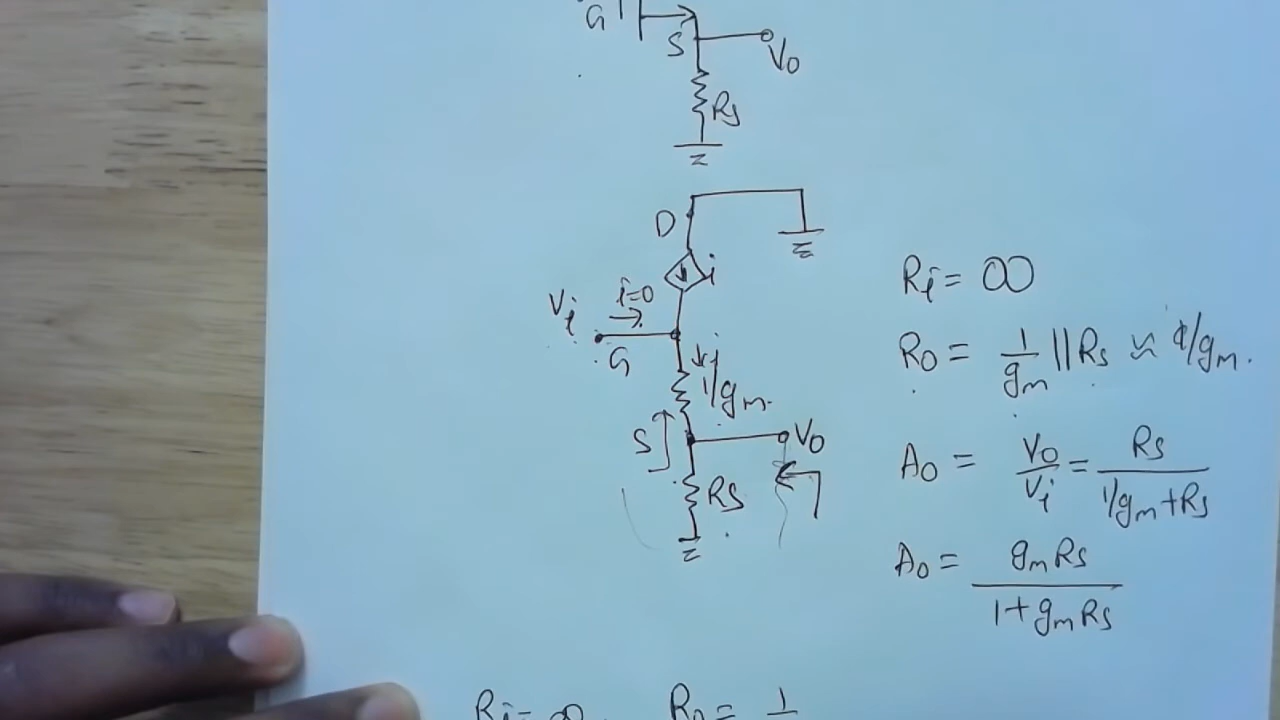 G
S
Vo
Rs
D
i
Vi
i=0
G
i
1/gm.
S
Vo
Rs
Ri = ∞
Ro = 1/gm || Rs ≈ 1/gm.
Ao = Vo/Vi = Rs/(1/gm+Rs)
Ao = gmRs/(1+gmRs)
Ri = ∞ Ro = 1